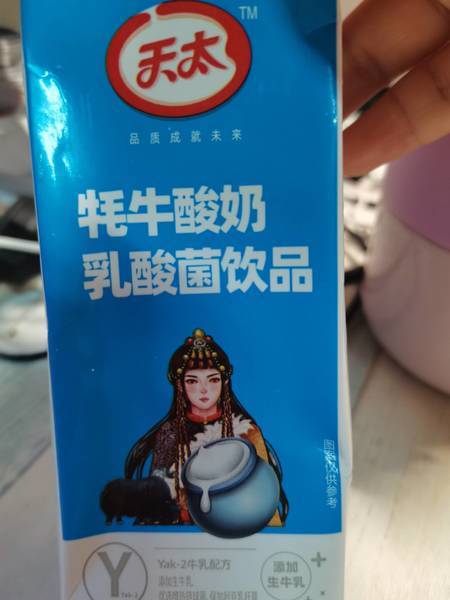 天太
TM
品质成就未来
牦牛酸奶
乳酸菌饮品
图案仅供参考
Y
Yak-2
Yak-2牛乳配方
添加生牛乳
添加
生牛乳